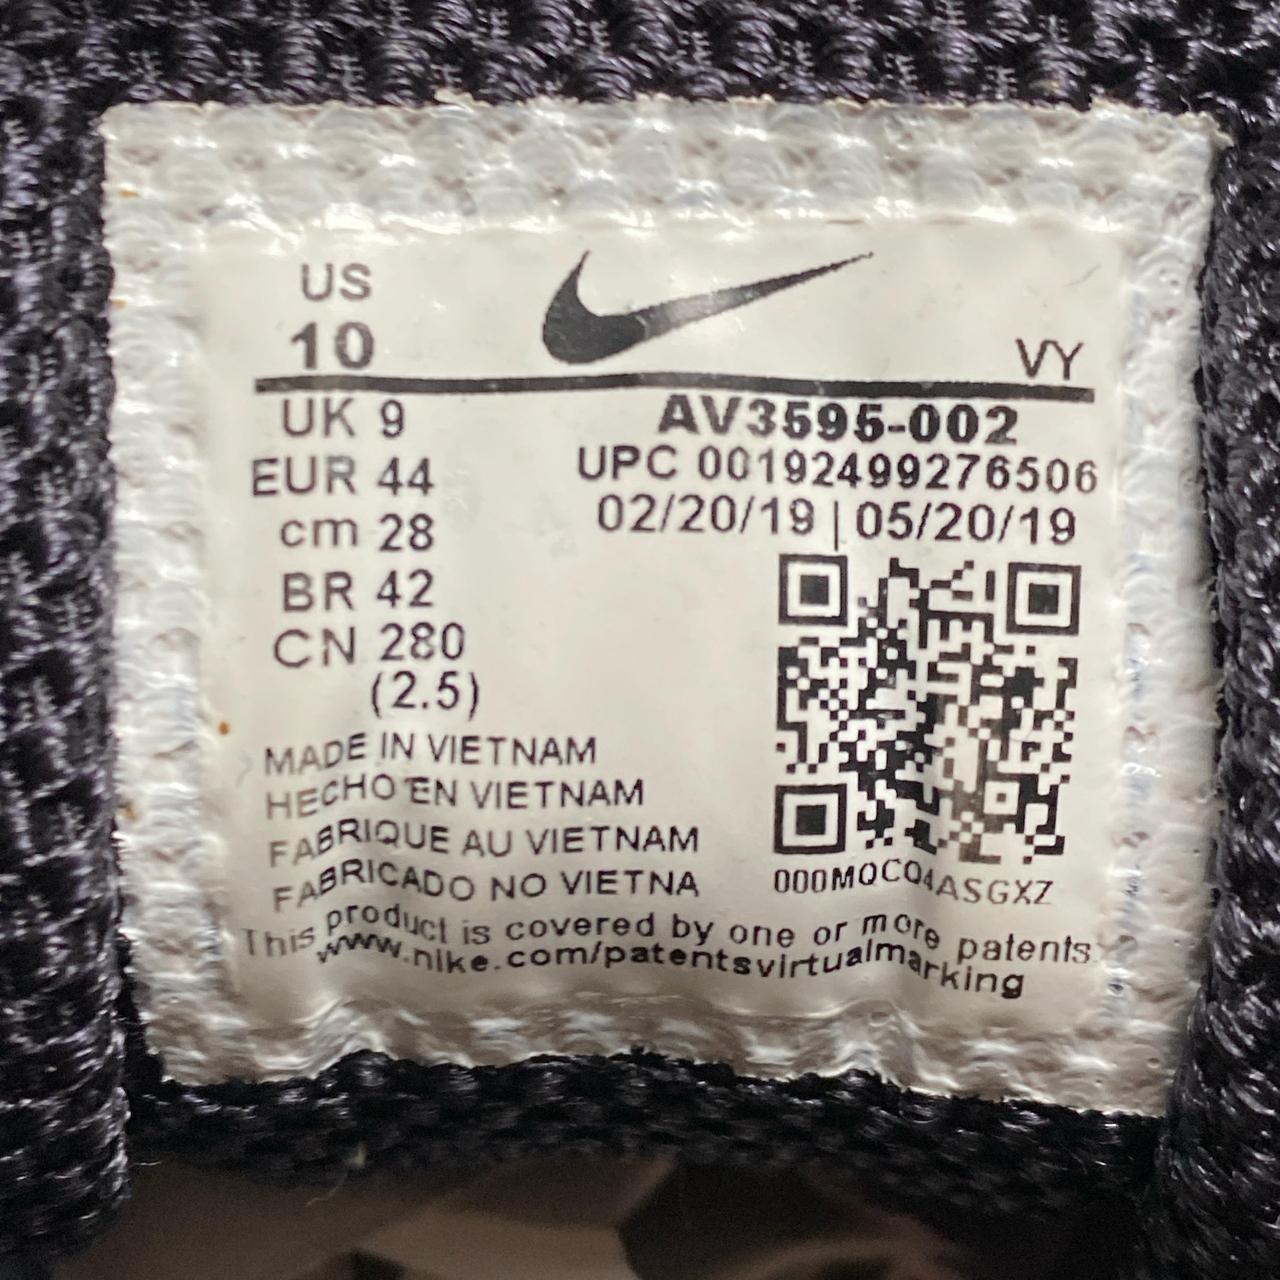 US
10
VY
UK 9
EUR 44
cm 28
BR 42
CN 280
(2.5)
AV3595-002
UPC 00192499276506
02/20/19 | 05/20/19
MADE IN VIETNAM
HECHO EN VIETNAM
FABRIQUE AU VIETNAM
FABRICADO NO VIETNA
000MQCQ4ASGXZ
This product is covered by one or more patents
www.nike.com/patentsvirtualmarking